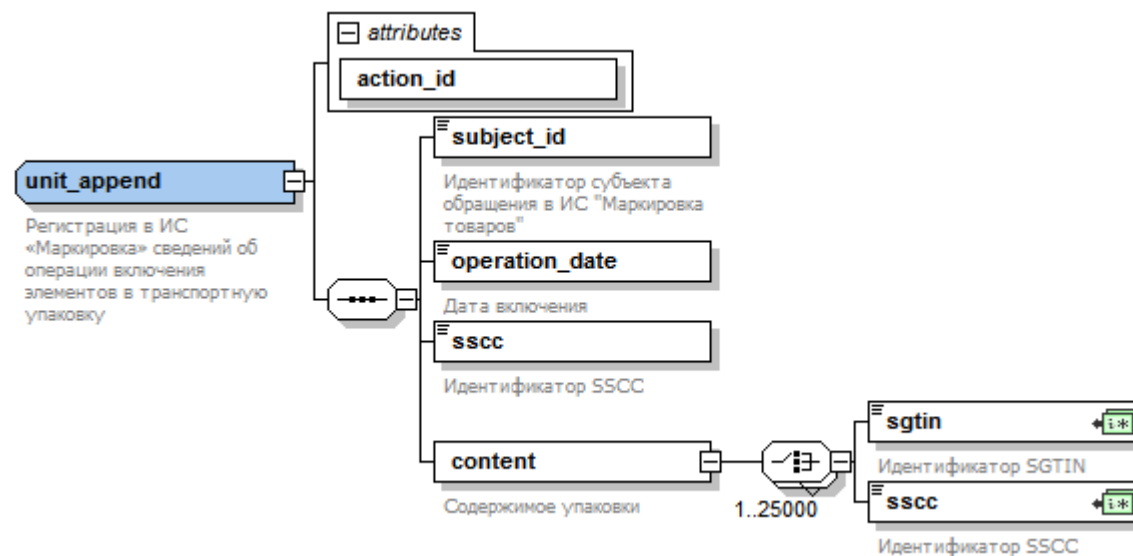 attributes
action_id
unit_append
Регистрация в ИС
«Маркировка» сведений об
операции включения
элементов в транспортную
упаковку
subject_id
Идентификатор субъекта
обращения в ИС "Маркировка
товаров"
operation_date
Дата включения
sscc
Идентификатор SSCC
content
Содержимое упаковки
1..25000
sgtin
Идентификатор SGTIN
sscc
Идентификатор SSCC